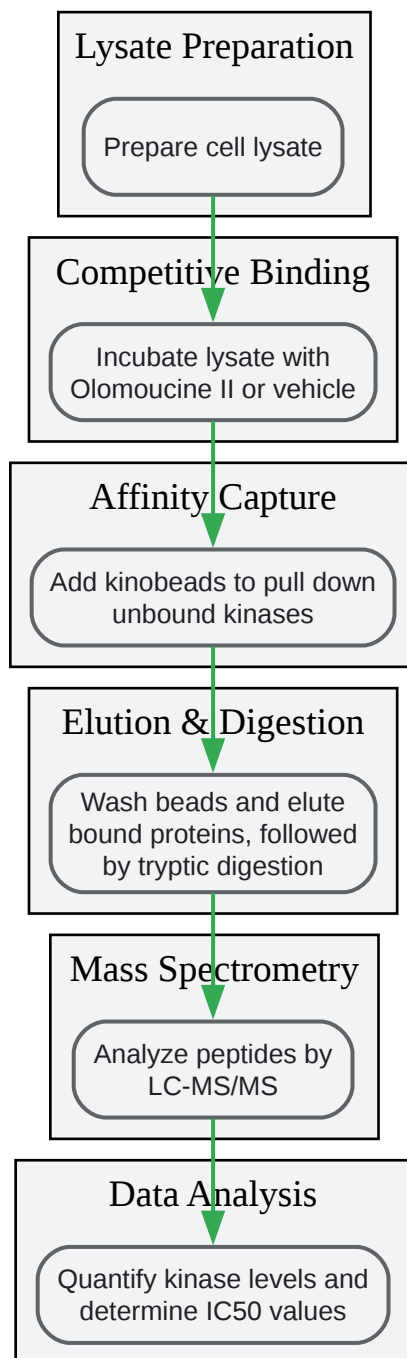 Lysate Preparation
Prepare cell lysate
Competitive Binding
Incubate lysate with
Olomoucine II or vehicle
Affinity Capture
Add kinobeads to pull down
unbound kinases
Elution & Digestion
Wash beads and elute
bound proteins, followed
by tryptic digestion
Mass Spectrometry
Analyze peptides by
LC-MS/MS
Data Analysis
Quantify kinase levels and
determine IC50 values